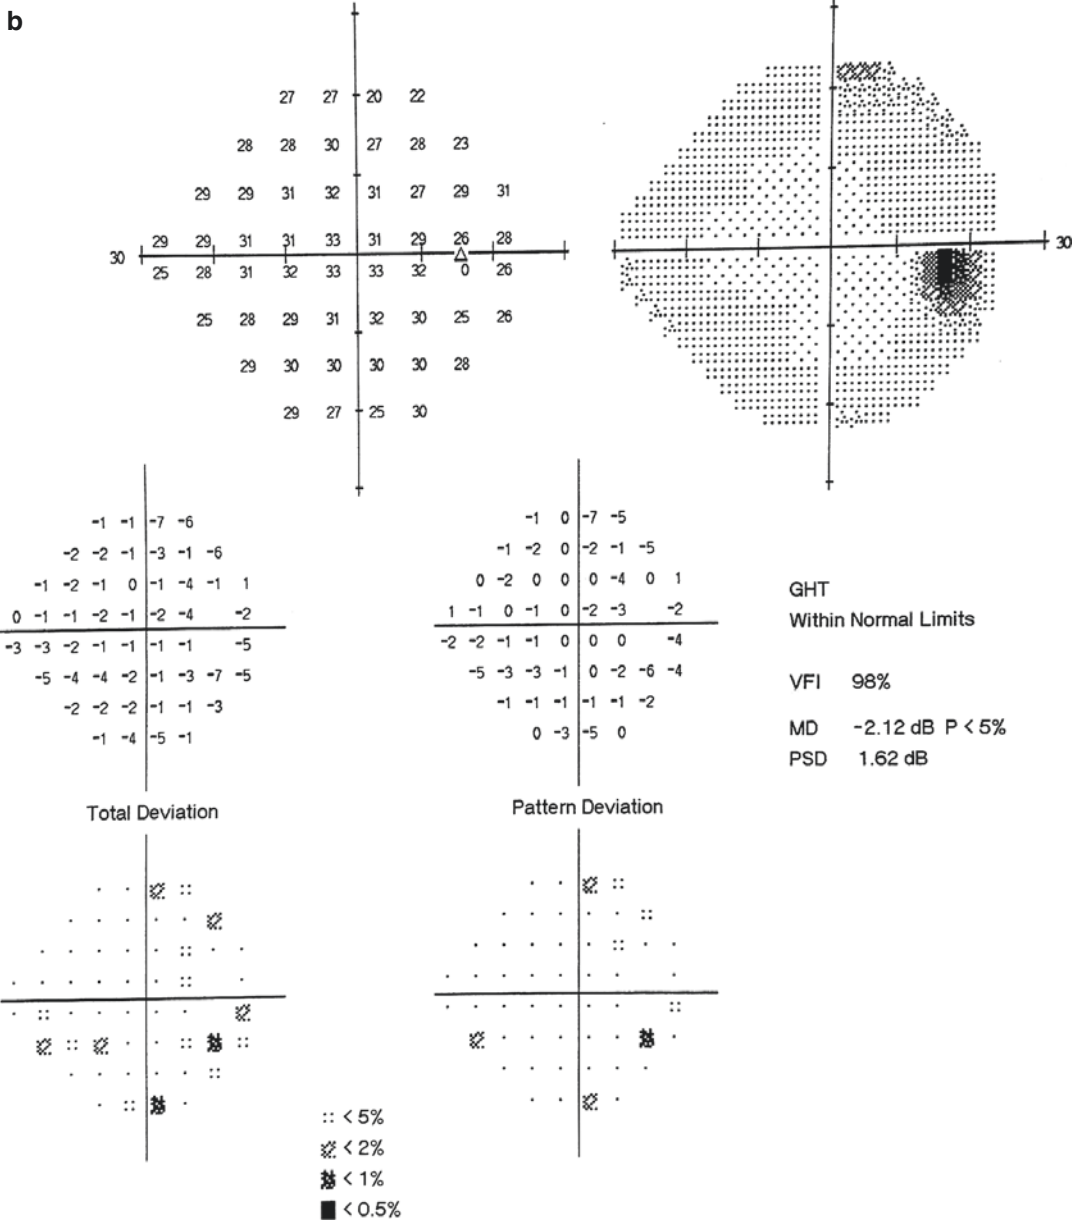 b
27 27 20 22
28 28 30 27 28 23
29 29 31 32 31 27 29 31
29 29 31 31 33 31 29 26 28
30
30
25 28 31 32 33 33 32 0 26
25 28 29 31 32 30 25 26
29 30 30 30 30 28
29 27 25 30
-1 -1 -7 -6
-2 -2 -1 -3 -1 -6
-1 -2 -1 0 -1 -4 -1 1
0 -1 -1 -2 -1 -2 -4 -2
-3 -3 -2 -1 -1 -1 -1 -5
-5 -4 -4 -2 -1 -3 -7 -5
-2 -2 -2 -1 -1 -3
-1 -4 -5 -1
Total Deviation
-1 0 -7 -5
-1 -2 0 -2 -1 -5
0 -2 0 0 0 -4 0 1
1 -1 0 -1 0 -2 -3 -2
-2 -2 -1 -1 0 0 0 -4
-5 -3 -3 -1 0 -2 -6 -4
-1 -1 -1 -1 -1 -2
0 -3 -5 0
Pattern Deviation
GHT
Within Normal Limits
VFI 98%
MD -2.12 dB P < 5%
PSD 1.62 dB
< 5%
< 2%
< 1%
< 0.5%